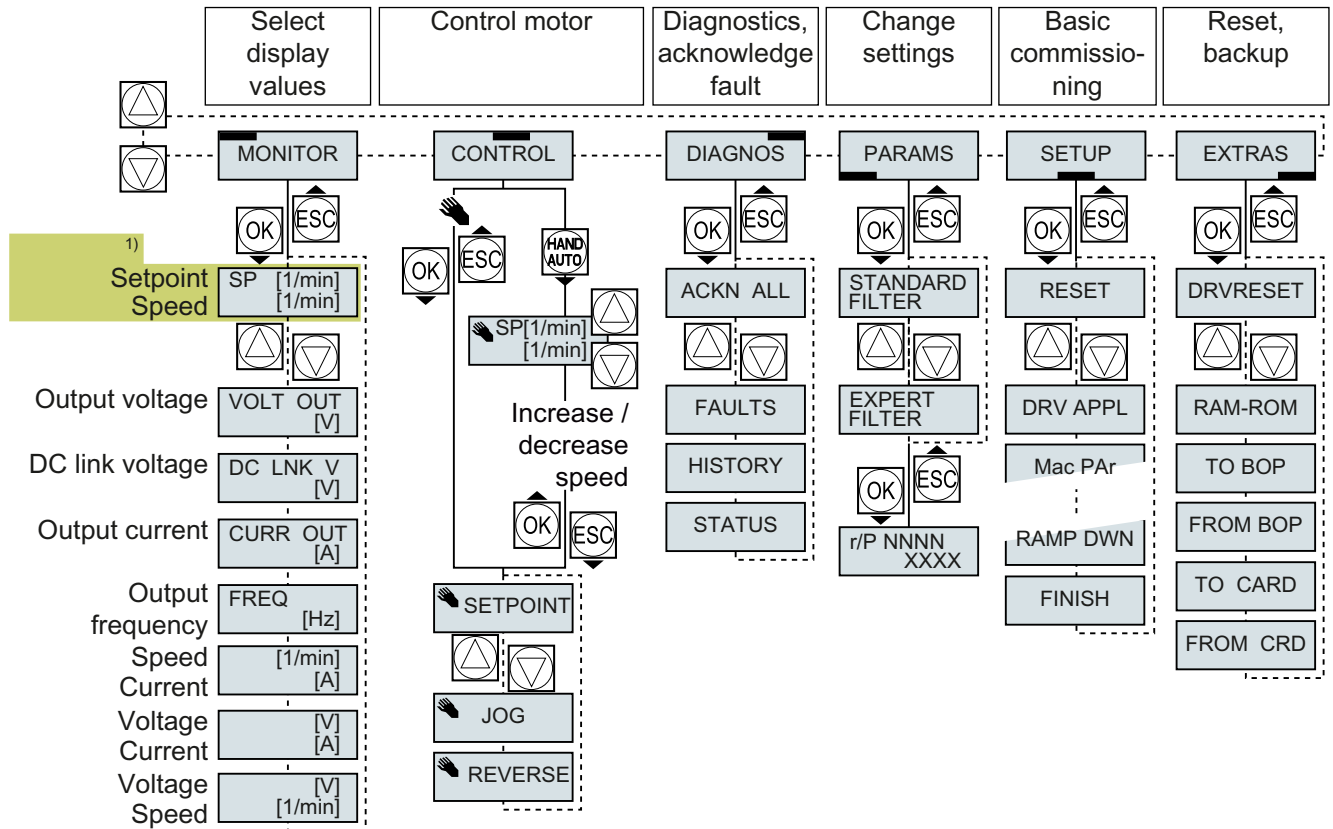 Select
display
values
Control motor
Diagnostics,
acknowledge
fault
Change
settings
Basic
commissio-
ning
Reset,
backup
MONITOR
CONTROL
DIAGNOS
PARAMS
SETUP
EXTRAS
OK
ESC
1)
Setpoint
Speed
SP [1/min]
[1/min]
Output voltage
VOLT OUT
[V]
DC link voltage
DC LNK V
[V]
Output current
CURR OUT
[A]
Output
frequency
FREQ
[Hz]
Speed
Current
[1/min]
[A]
Voltage
Current
[V]
[A]
Voltage
Speed
[V]
[1/min]
OK
ESC
HAND
AUTO
SP[1/min]
[1/min]
Increase /
decrease
speed
OK
ESC
SETPOINT
JOG
REVERSE
OK
ESC
ACKN ALL
FAULTS
HISTORY
STATUS
OK
ESC
STANDARD
FILTER
EXPERT
FILTER
OK
ESC
r/P NNNN
XXXX
OK
ESC
RESET
DRV APPL
Mac PAr
RAMP DWN
FINISH
OK
ESC
DRVRESET
RAM-ROM
TO BOP
FROM BOP
TO CARD
FROM CRD